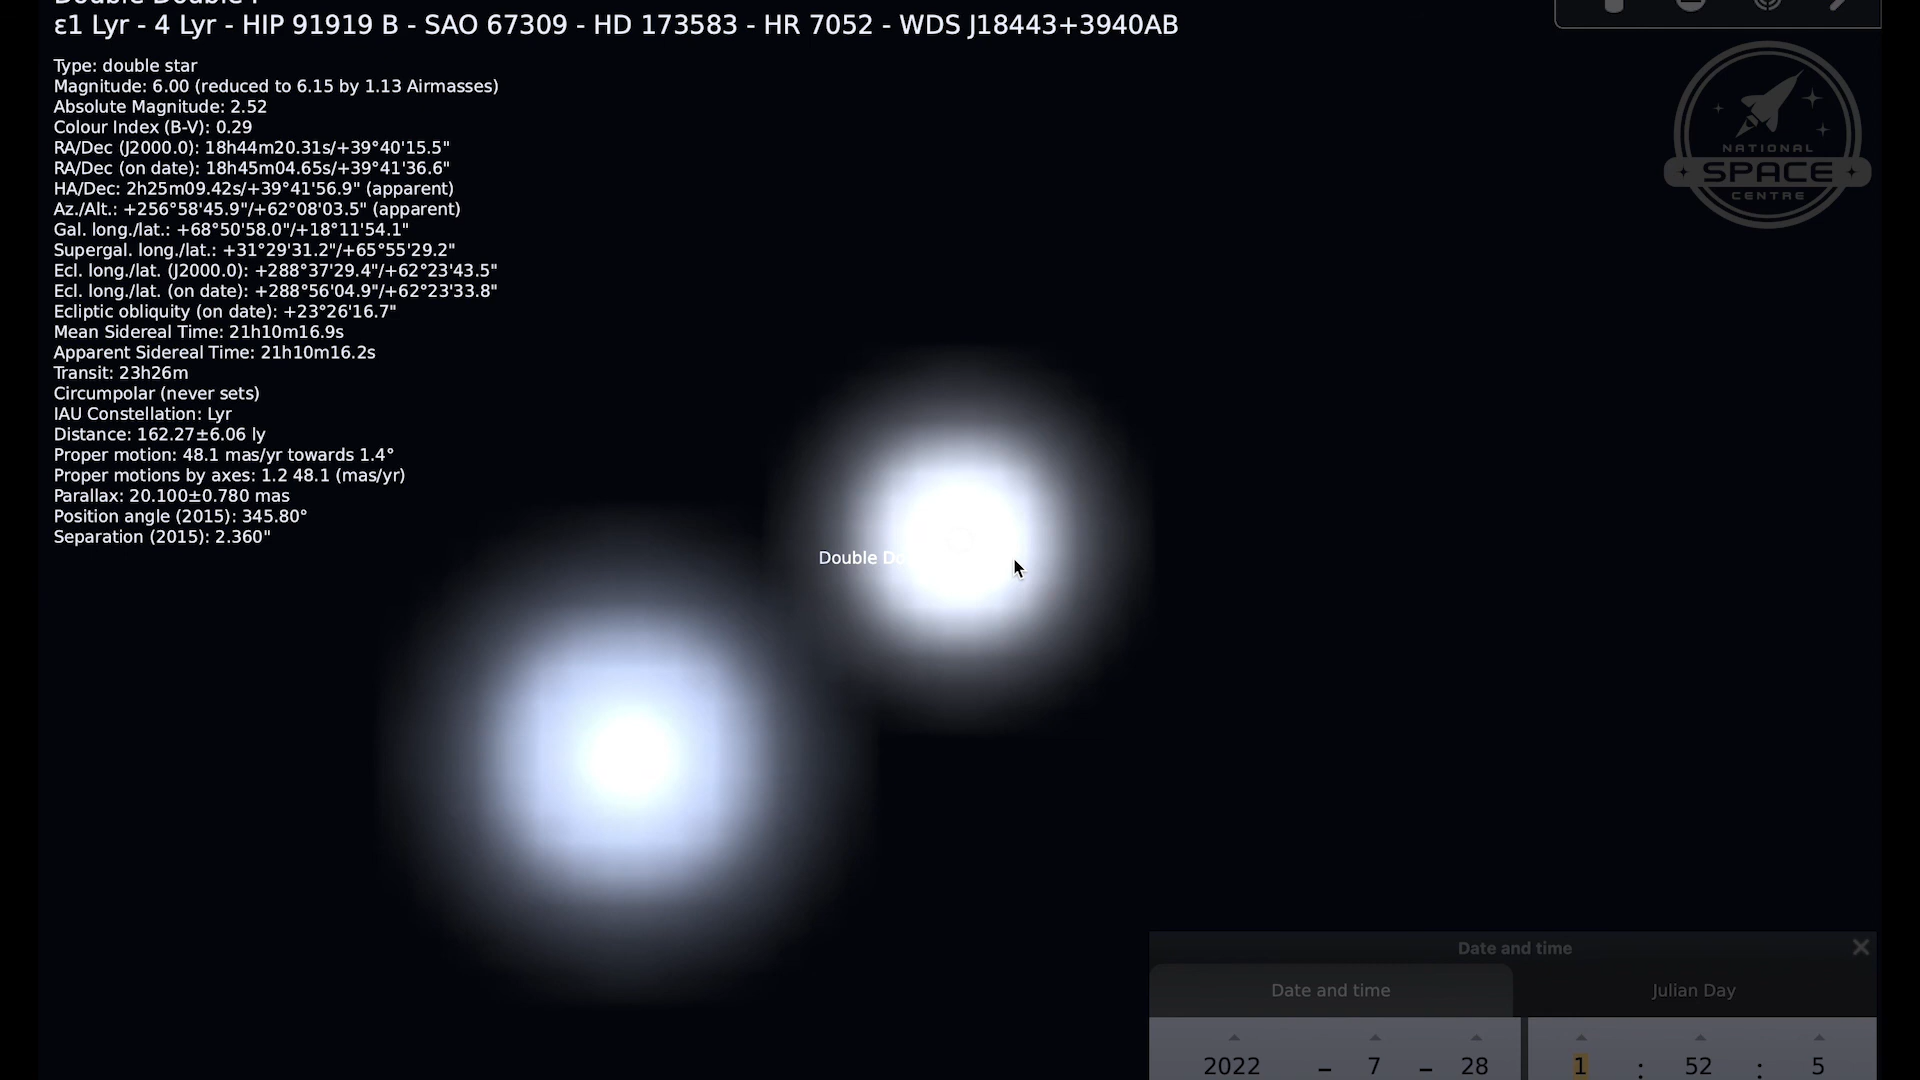 ε1 Lyr - 4 Lyr - HIP 91919 B - SAO 67309 - HD 173583 - HR 7052 - WDS J18443+3940AB
Type: double star
Magnitude: 6.00 (reduced to 6.15 by 1.13 Airmasses)
Absolute Magnitude: 2.52
Colour Index (B-V): 0.29
RA/Dec (J2000.0): 18h44m20.31s/+39°40'15.5"
RA/Dec (on date): 18h45m04.65s/+39°41'36.6"
HA/Dec: 2h25m09.42s/+39°41'56.9" (apparent)
Az./Alt.: +256°58'45.9"/+62°08'03.5" (apparent)
Gal. long./lat.: +68°50'58.0"/+18°11'54.1"
Supergal. long./lat.: +31°29'31.2"/+65°55'29.2"
Ecl. long./lat. (J2000.0): +288°37'29.4"/+62°23'43.5"
Ecl. long./lat. (on date): +288°56'04.9"/+62°23'33.8"
Ecliptic obliquity (on date): +23°26'16.7"
Mean Sidereal Time: 21h10m16.9s
Apparent Sidereal Time: 21h10m16.2s
Transit: 23h26m
Circumpolar (never sets)
IAU Constellation: Lyr
Distance: 162.27±6.06 ly
Proper motion: 48.1 mas/yr towards 1.4°
Proper motions by axes: 1.2 48.1 (mas/yr)
Parallax: 20.100±0.780 mas
Position angle (2015): 345.80°
Separation (2015): 2.360"
Double
NATIONAL
SPACE
CENTRE
Date and time
Date and time Julian Day
2022 – 7 – 28 1 : 52 : 5